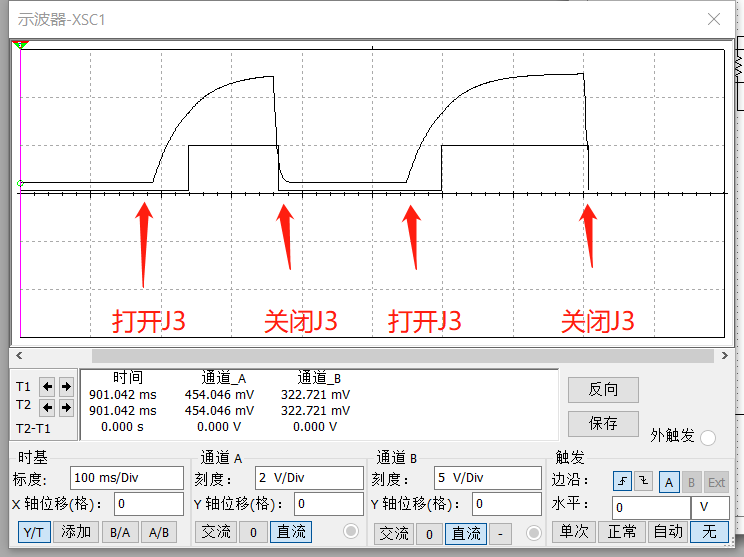 示波器-XSC1
打开J3 关闭J3 打开J3 关闭J3
时间 通道_A 通道_B
T1 901.042 ms 454.046 mV 322.721 mV
T2 901.042 ms 454.046 mV 322.721 mV
T2-T1 0.000 s 0.000 V 0.000 V
反向
保存
外触发
时基
标度: 100 ms/Div
X 轴位移(格): 0
Y/T 添加 B/A A/B
通道 A
刻度: 2 V/Div
Y 轴位移(格): 0
交流 0 直流
通道 B
刻度: 5 V/Div
Y 轴位移(格): 0
交流 0 直流 -
触发
边沿: A B Ext
水平: 0 V
单次 正常 自动 无